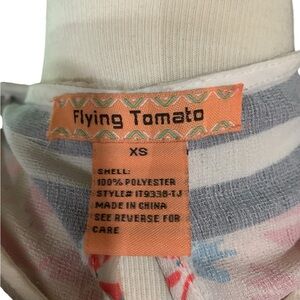 Flying Tomato
XS
SHELL:
100% POLYESTER
STYLE# IT9338-TJ
MADE IN CHINA
SEE REVERSE FOR
CARE